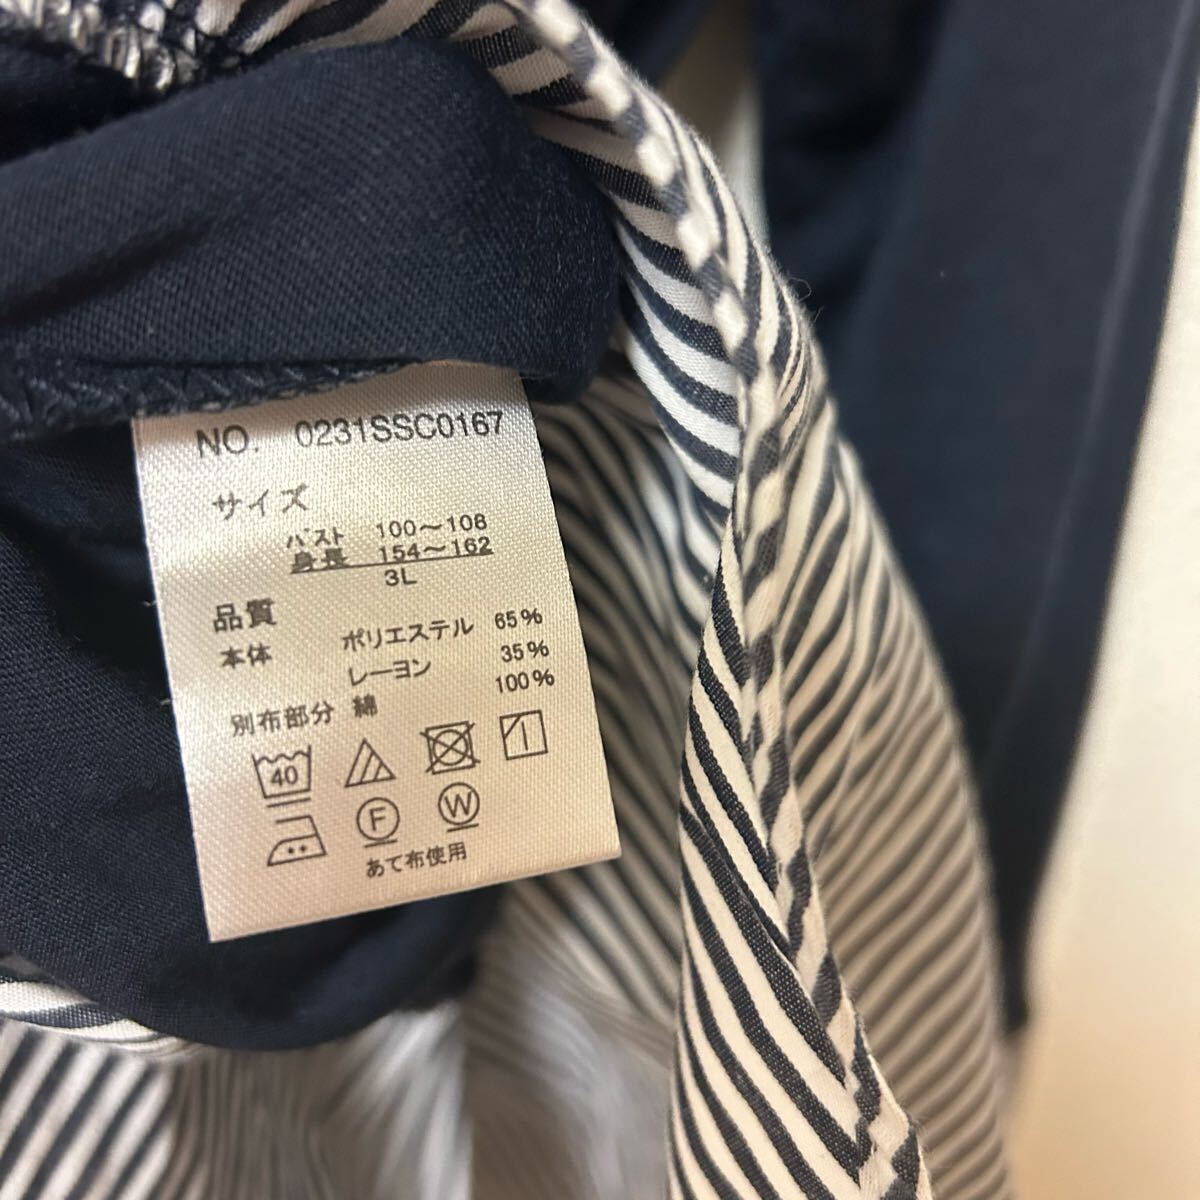 NO. 0231SSC0167
サイズ
バスト 100～108
身長 154～162
3L
品質
本体 ポリエステル 65%
レーヨン 35%
別布部分 綿 100%
40
F W
あて布使用